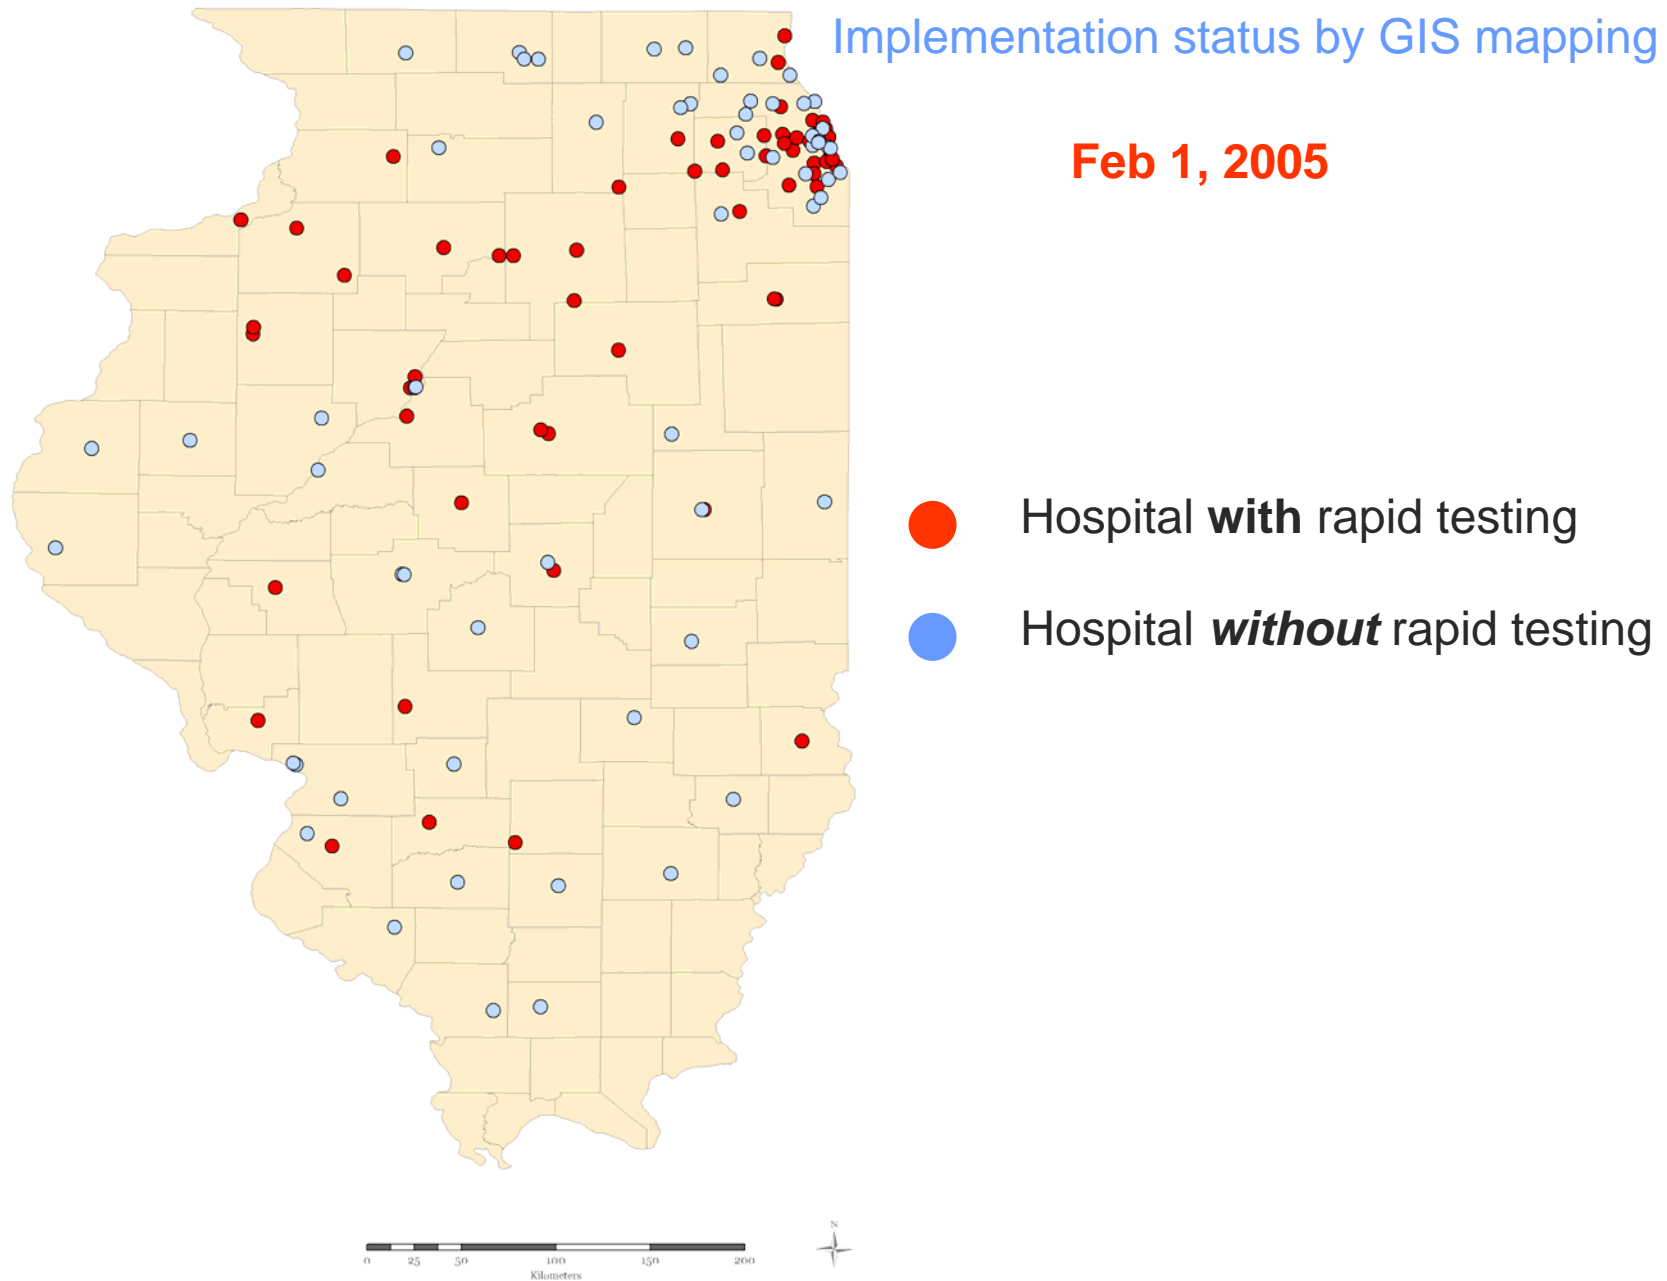 Implementation status by GIS mapping
Feb 1, 2005
Hospital with rapid testing
Hospital without rapid testing
N
0 25 50 100 150 200
Kilometers